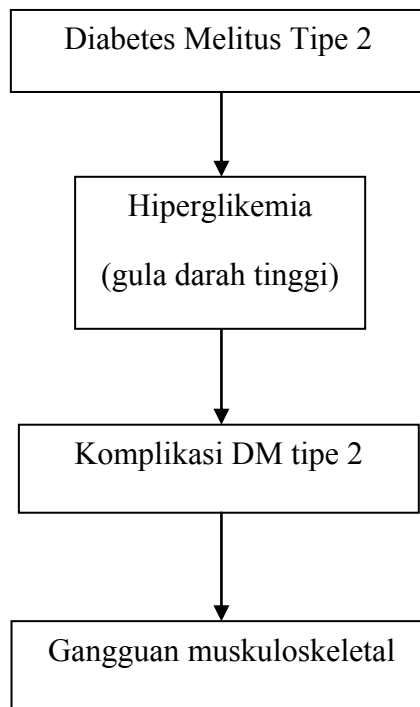 Diabetes Melitus Tipe 2
Hiperglikemia
(gula darah tinggi)
Komplikasi DM tipe 2
Gangguan muskuloskeletal